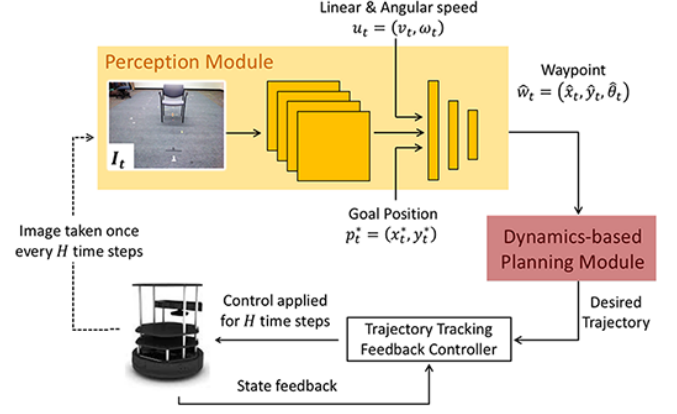 Linear & Angular speed
u_t = (v_t, ω_t)
Perception Module
I_t
Waypoint
ŵ_t = (x̂_t, ŷ_t, θ̂_t)
Goal Position
p_t^* = (x_t^*, y_t^*)
Image taken once
every H time steps
Dynamics-based
Planning Module
Control applied
for H time steps
Desired
Trajectory
Trajectory Tracking
Feedback Controller
State feedback